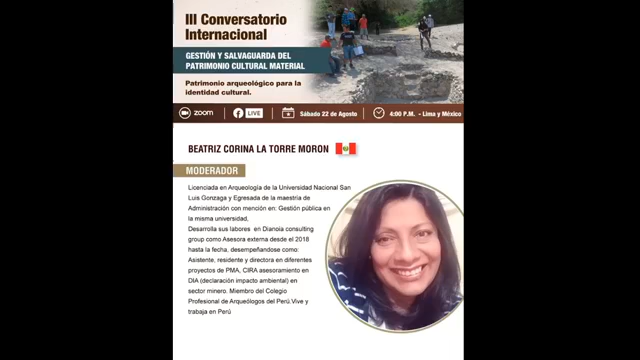 III Conversatorio
Internacional
GESTIÓN Y SALVAGUARDA DEL
PATRIMONIO CULTURAL MATERIAL
Patrimonio arqueológico para la
identidad cultural.
zoom
LIVE
Sábado 22 de Agosto
4:00 P.M. - Lima y México
BEATRIZ CORINA LA TORRE MORON
MODERADOR
Licenciada en Arqueología de la Universidad Nacional San
Luis Gonzaga y Egresada de la maestría de
Administración con mención en: Gestión pública en
la misma universidad,
Desarrolla sus labores en Dianoia consulting
group como Asesora externa desde el 2018
hasta la fecha, desempeñandose como:
Asistente, residente y directora en diferentes
proyectos de PMA, CIRA asesoramiento en
DIA (declaración impacto ambiental) en
sector minero. Miembro del Colegio
Profesional de Arqueólogos del Perú.Vive y
trabaja en Perú